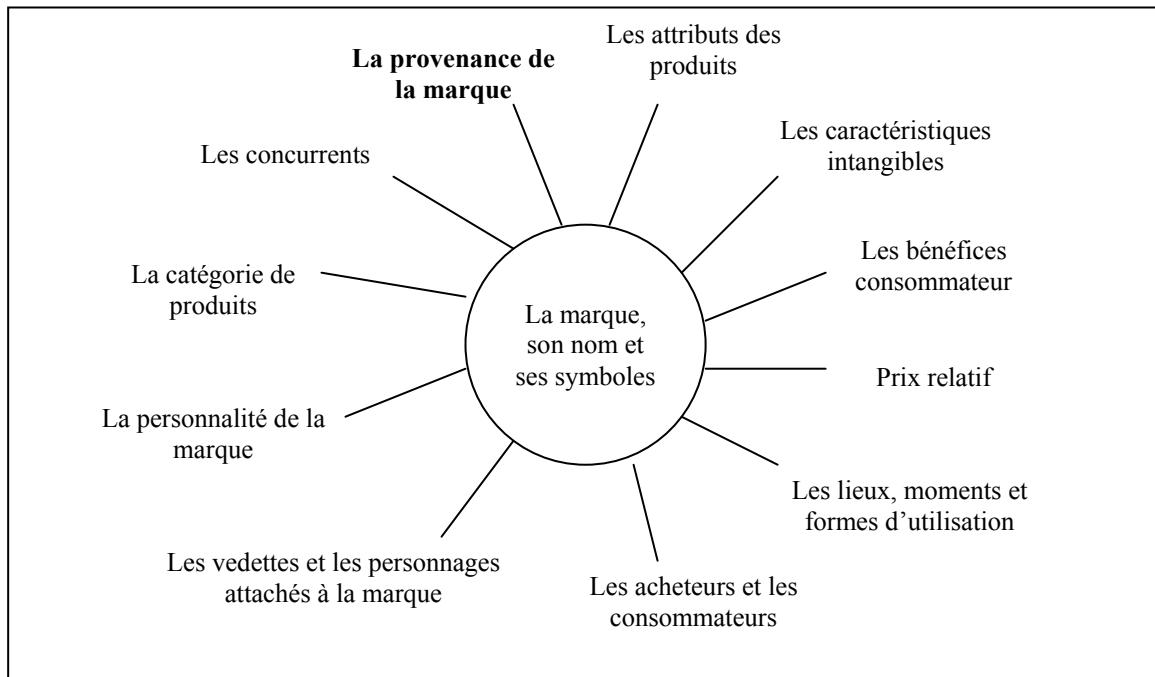 La provenance de
la marque
Les attributs des
produits
Les caractéristiques
intangibles
Les bénéfices
consommateur
Prix relatif
Les lieux, moments et
formes d’utilisation
Les acheteurs et les
consommateurs
Les vedettes et les personnages
attachés à la marque
La personnalité de la
marque
La catégorie de
produits
Les concurrents
La marque,
son nom et
ses symboles